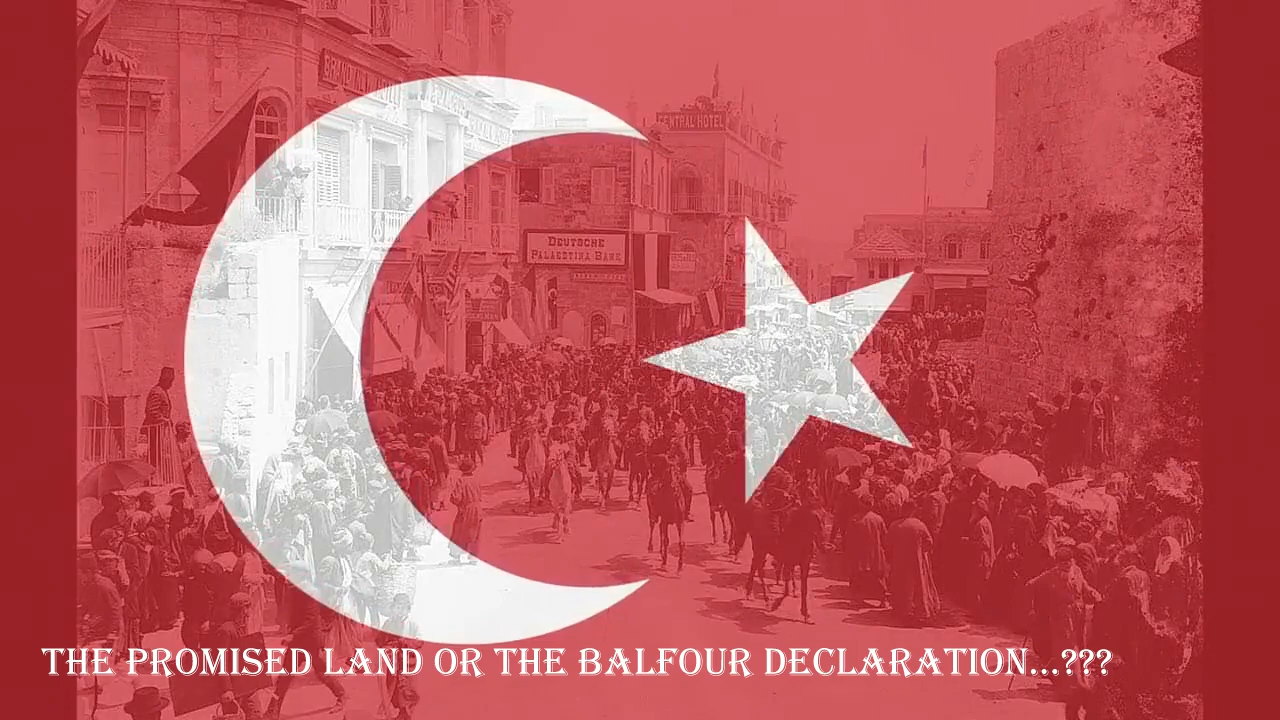 CENTRAL HOTEL
DEUTSCHE
PALAESTINA BANK
THE PROMISED LAND OR THE BALFOUR DECLARATION...???